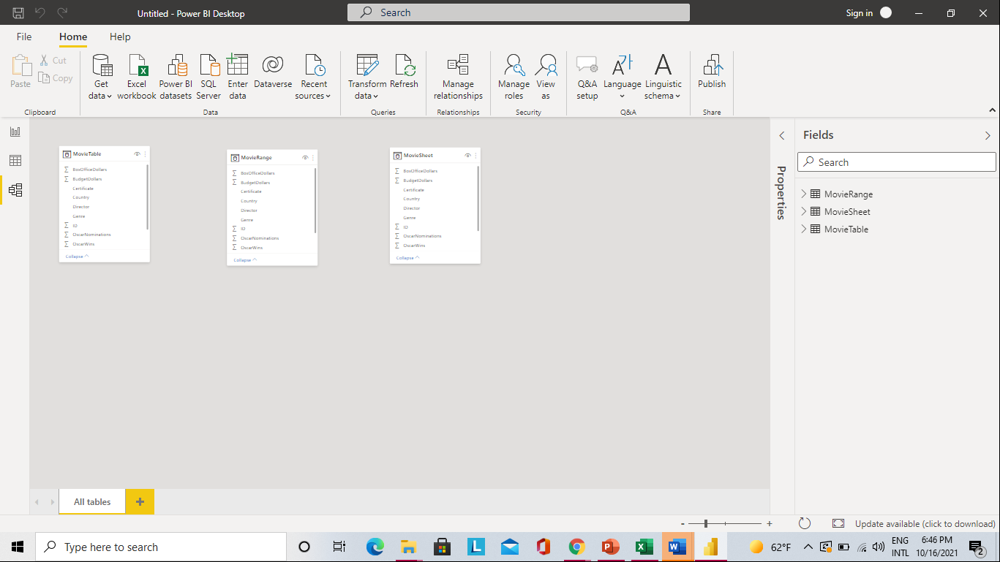 Untitled - Power BI Desktop
Search
Sign in
File Home Help
Paste
Cut
Copy
Get data
Excel workbook
Power BI datasets
SQL Server
Enter data
Dataverse
Recent sources
Transform data
Refresh
Manage relationships
Manage roles
View as
Q&A setup
Language
Linguistic schema
Publish
Clipboard
Data
Queries
Relationships
Security
Q&A
Share
MovieTable
BoxOfficeDollars
BudgetDollars
Certificate
Country
Director
Genre
ID
OscarNominations
OscarWins
Collapse
MovieRange
BoxOfficeDollars
BudgetDollars
Certificate
Country
Director
Genre
ID
OscarNominations
OscarWins
Collapse
MovieSheet
BoxOfficeDollars
BudgetDollars
Certificate
Country
Director
Genre
ID
OscarNominations
OscarWins
Collapse
Properties
Fields
Search
MovieRange
MovieSheet
MovieTable
All tables
Update available (click to download)
Type here to search
62°F
ENG
INTL
6:46 PM
10/16/2021
2